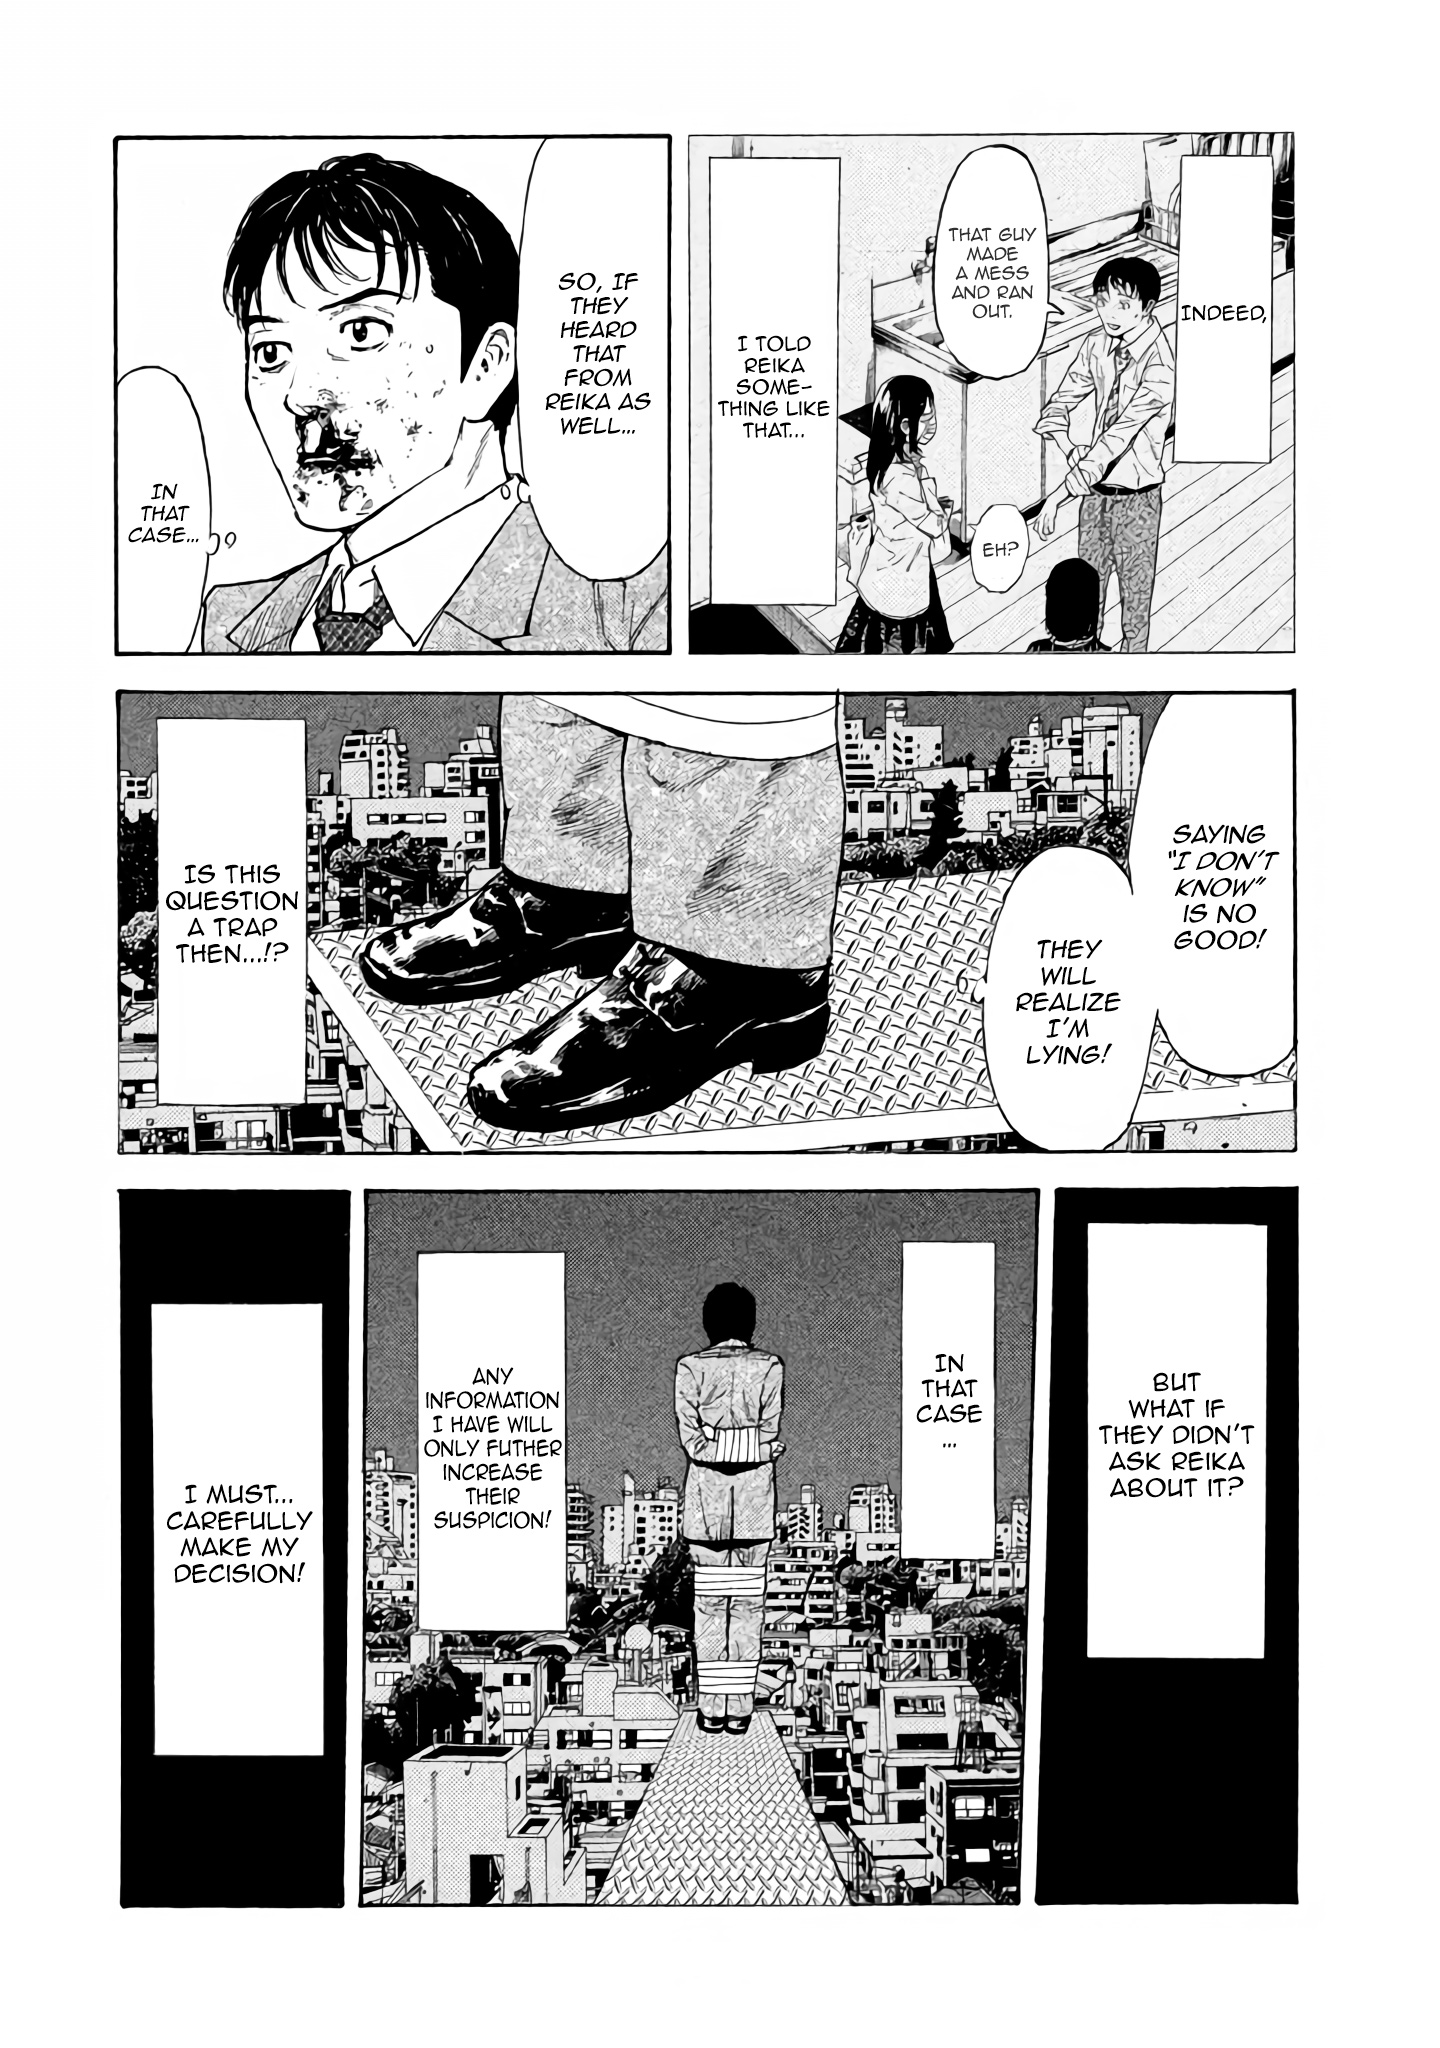 INDEED,
THAT GUY
MADE
A MESS
AND RAN
OUT.
EH?
I TOLD
REIKA
SOME-
THING LIKE
THAT...
SO, IF
THEY
HEARD
THAT
FROM
REIKA AS
WELL...
IN
THAT
CASE...
SAYING
"I DON'T
KNOW"
IS NO
GOOD!
THEY
WILL
REALIZE
I'M
LYING!
IS THIS
QUESTION
A TRAP
THEN...!?
BUT
WHAT IF
THEY DIDN'T
ASK REIKA
ABOUT IT?
IN
THAT
CASE
...
ANY
INFORMATION
I HAVE WILL
ONLY FUTHER
INCREASE
THEIR
SUSPICION!
I MUST...
CAREFULLY
MAKE MY
DECISION!